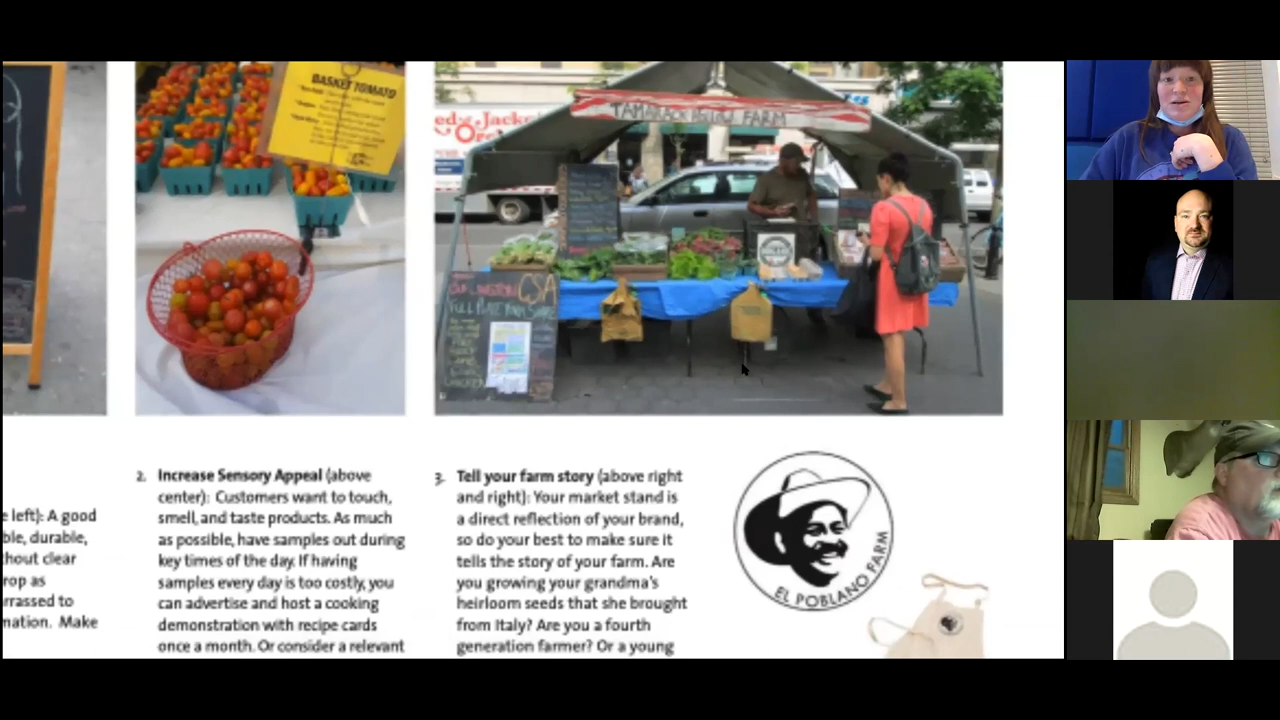 BASKET TOMATO
TAMARACK HOLLOW FARM
CSA
e left): A good
ble, durable,
thout clear
rop as
rrassed to
mation. Make
2. Increase Sensory Appeal (above
center): Customers want to touch,
smell, and taste products. As much
as possible, have samples out during
key times of the day. If having
samples every day is too costly, you
can advertise and host a cooking
demonstration with recipe cards
once a month. Or consider a relevant
3. Tell your farm story (above right
and right): Your market stand is
a direct reflection of your brand,
so do your best to make sure it
tells the story of your farm. Are
you growing your grandma's
heirloom seeds that she brought
from Italy? Are you a fourth
generation farmer? Or a young
EL POBLANO FARM